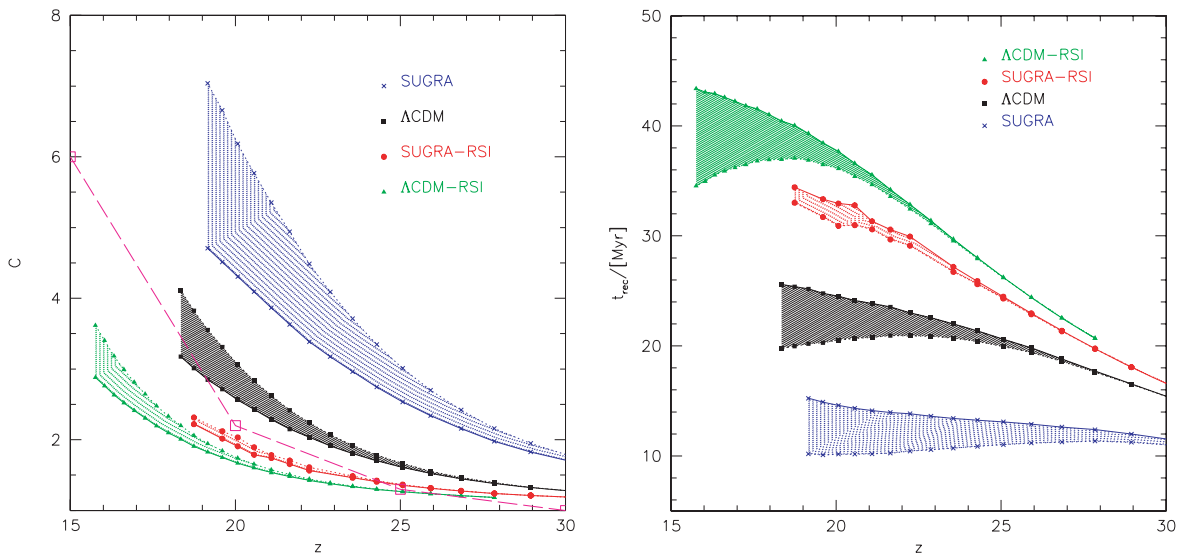 8
6
4
2
C
15
20
25
30
z
SUGRA
ΛCDM
SUGRA-RSI
ΛCDM-RSI
50
40
30
20
10
t_rec/[Myr]
15
20
25
30
z
ΛCDM-RSI
SUGRA-RSI
ΛCDM
SUGRA